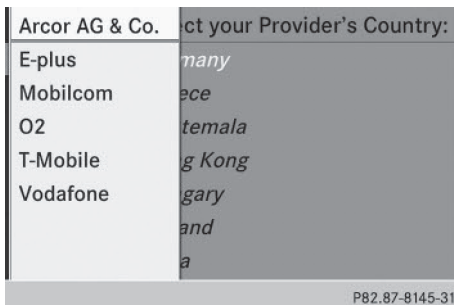 Arcor AG & Co.
E-plus
Mobilcom
O2
T-Mobile
Vodafone
ect your Provider's Country:
many
ece
temala
g Kong
gary
and
a
P82.87-8145-31